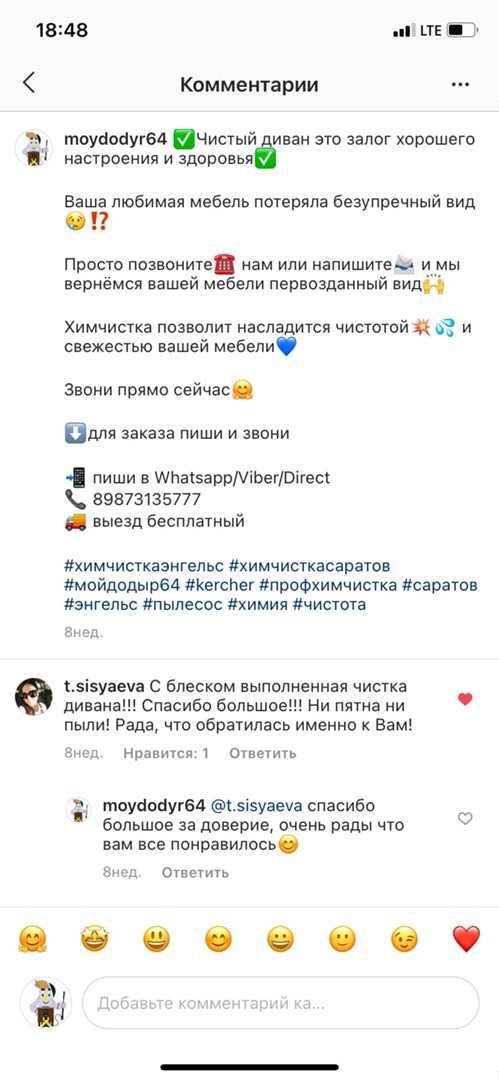 18:48
LTE
Комментарии
moydodyr64 ✅Чистый диван это залог хорошего
настроения и здоровья✅
Ваша любимая мебель потеряла безупречный вид
😢⁉️
Просто позвоните☎️ нам или напишите📨 и мы
вернёмся вашей мебели первозданный вид🙌
Химчистка позволит насладится чистотой💥💦 и
свежестью вашей мебели💙
Звони прямо сейчас🤗
⬇️для заказа пиши и звони
📲 пиши в Whatsapp/Viber/Direct
📞 89873135777
🚚 выезд бесплатный
#химчисткаэнгельс #химчисткасаратов
#мойдодыр64 #kercher #профхимчистка #саратов
#энгельс #пылесос #химия #чистота
8нед.
t.sisyaeva С блеском выполненная чистка
дивана!!! Спасибо большое!!! Ни пятна ни
пыли! Рада, что обратилась именно к Вам!
8нед. Нравится: 1 Ответить
moydodyr64 @t.sisyaeva спасибо
большое за доверие, очень рады что
вам все понравилось😊
8нед. Ответить
🤗 🤩 😃 😊 😀 🙂 😉 ❤️
Добавьте комментарий ка...